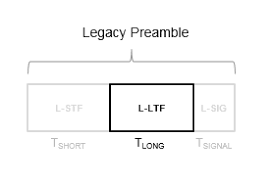 Legacy Preamble
L-STF L-LTF L-SIG
TSHORT TLONG TSIGNAL